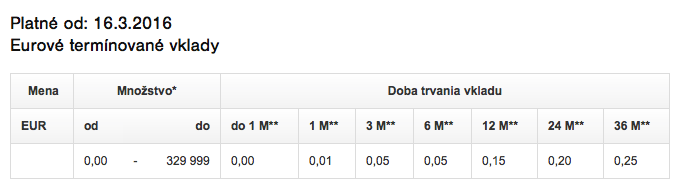 Platné od: 16.3.2016
Eurové termínované vklady
Mena Množstvo* Doba trvania vkladu
EUR od do do 1 M** 1 M** 3 M** 6 M** 12 M** 24 M** 36 M**
0,00 - 329 999 0,00 0,01 0,05 0,05 0,15 0,20 0,25